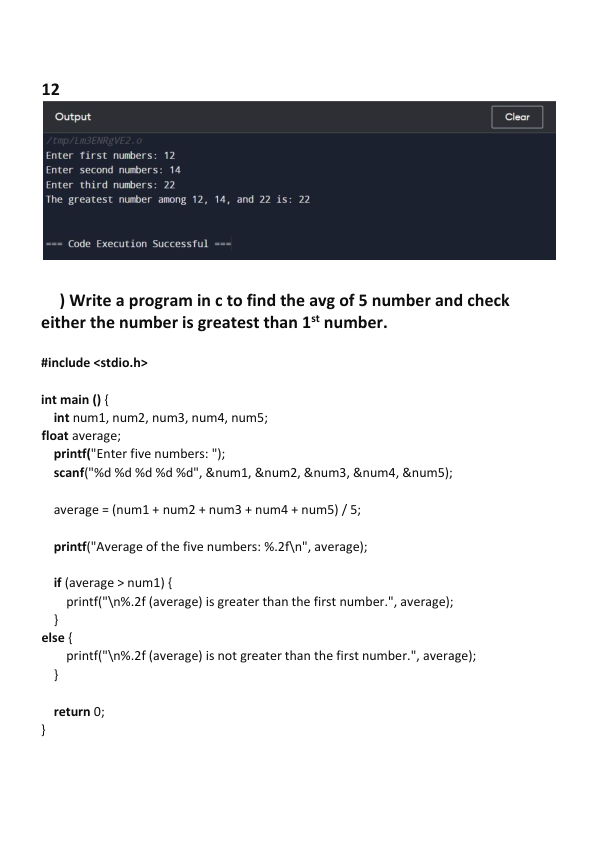 12
Output Clear
/tmp/Lm3ENRgVE2.o
Enter first numbers: 12
Enter second numbers: 14
Enter third numbers: 22
The greatest number among 12, 14, and 22 is: 22
=== Code Execution Successful ===
) Write a program in c to find the avg of 5 number and check
either the number is greatest than 1st number.
#include <stdio.h>
int main () {
int num1, num2, num3, num4, num5;
float average;
printf("Enter five numbers: ");
scanf("%d %d %d %d %d", &num1, &num2, &num3, &num4, &num5);
average = (num1 + num2 + num3 + num4 + num5) / 5;
printf("Average of the five numbers: %.2f\n", average);
if (average > num1) {
printf("\n%.2f (average) is greater than the first number.", average);
}
else {
printf("\n%.2f (average) is not greater than the first number.", average);
}
return 0;
}